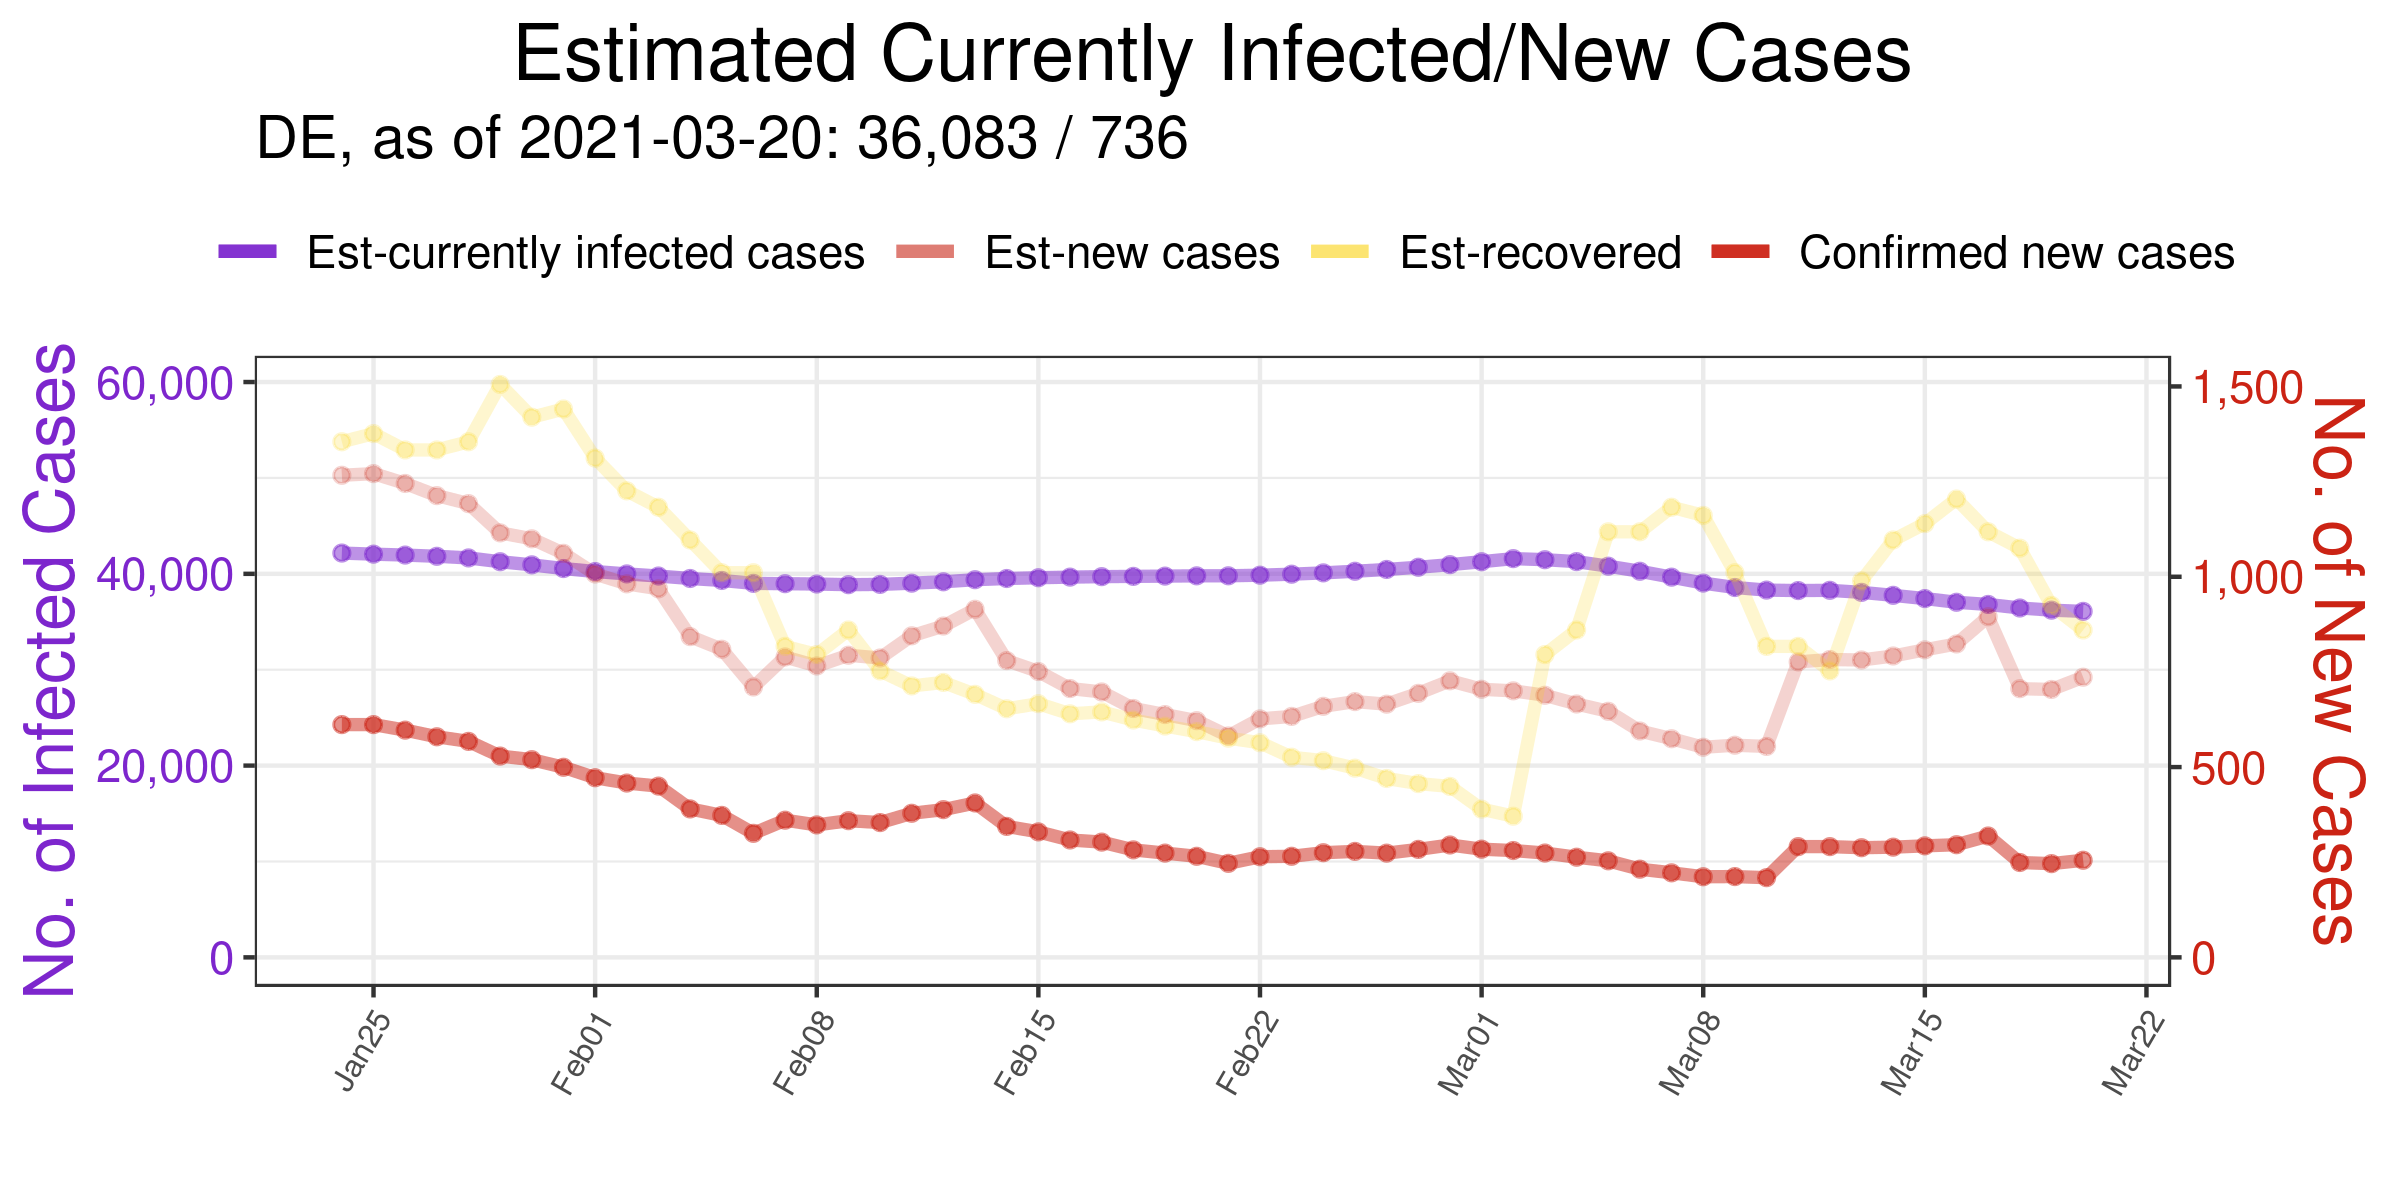 Estimated Currently Infected/New Cases
DE, as of 2021-03-20: 36,083 / 736
Est-currently infected cases Est-new cases Est-recovered Confirmed new cases
No. of Infected Cases
60,000
40,000
20,000
0
1,500
1,000
500
0
No. of New Cases
Jan25 Feb01 Feb08 Feb15 Feb22 Mar01 Mar08 Mar15 Mar22